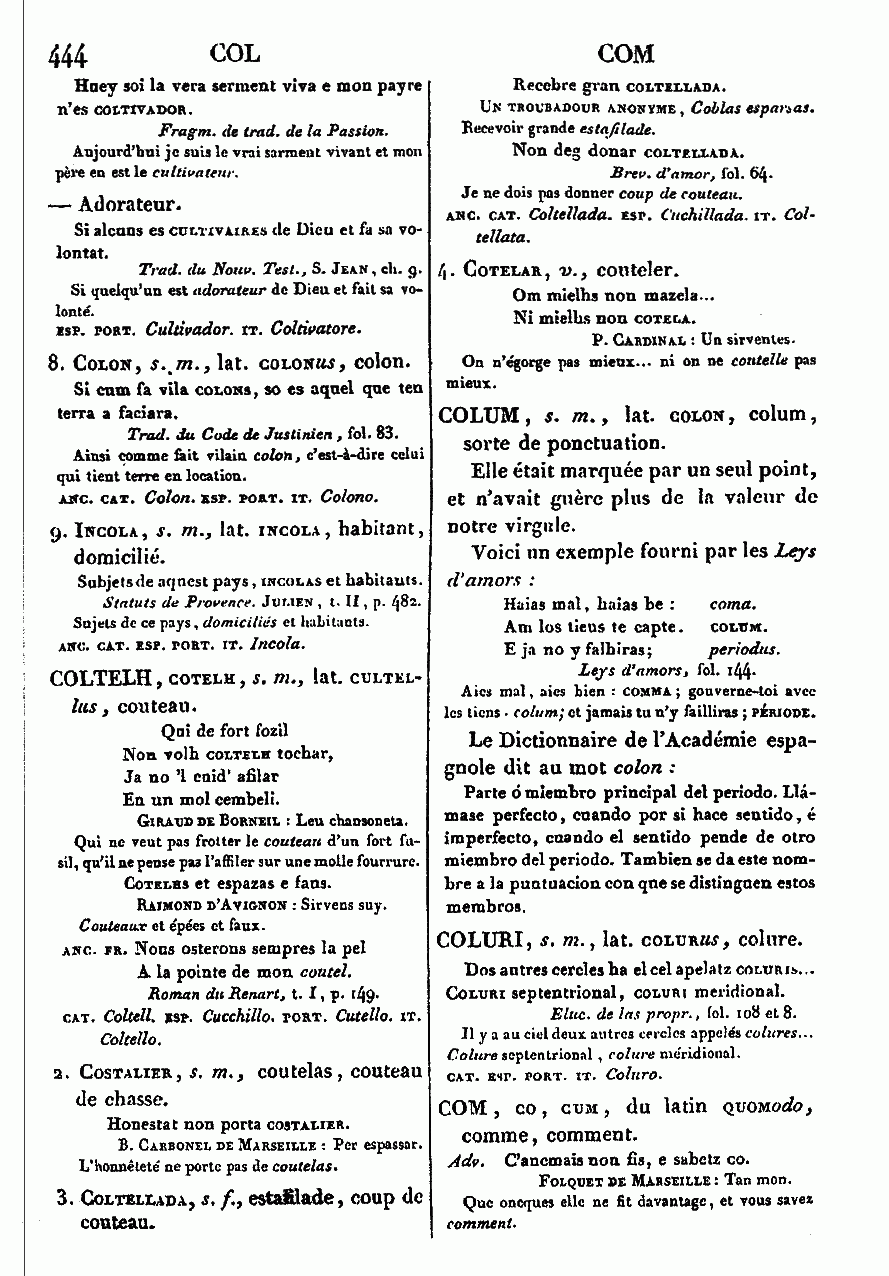 444 COL COM
Huey soi la vera serment viva e mon payre
n'es COLTIVADOR.
Fragm. de trad. de la Passion.
Aujourd'hui je suis le vrai sarment vivant et mon
père en est le cultivateur.
— Adorateur.
Si alcuns es CULTIVAIRES de Dieu et fa sa vo-
lontat.
Trad. du Nouv. Test., S. JEAN, ch. 9.
Si quelqu'un est adorateur de Dieu et fait sa vo-
lonté.
ESP. PORT. Cultivador. IT. Coltivatore.
8. COLON, s. m., lat. COLONus, colon.
Si cum fa vila COLONS, so es aquel que ten
terra a faciara.
Trad. du Code de Justinien, fol. 83.
Ainsi comme fait vilain colon, c'est-à-dire celui
qui tient terre en location.
ANC. CAT. Colon. ESP. PORT. IT. Colono.
9. INCOLA, s. m., lat. INCOLA, habitant,
domicilié.
Subjets de aquest pays, INCOLAS et habitauts.
Statuts de Provence. JULIEN, t. II, p. 482.
Sujets de ce pays, domiciliés et habitants.
ANC. CAT. ESP. PORT. IT. Incola.
COLTELH, COTELH, s. m., lat. CULTEL-
lus, couteau.
Qui de fort fozil
Non volh COLTELH tochar,
Ja no 'l cuid' afilar
En un mol cembeli.
GIRAUD DE BORNEIL : Leu chansoneta.
Qui ne veut pas frotter le couteau d'un fort fu-
sil, qu'il ne pense pas l'affiler sur une molle fourrure.
COTELHS et espazas e faus.
RAIMOND D'AVIGNON : Sirvens suy.
Couteaux et épées et faux.
ANC. FR. Nous osterons sempres la pel
A la pointe de mon coutel.
Roman du Renart, t. I, p. 149.
CAT. Coltell. ESP. Cucchillo. PORT. Cutello. IT.
Coltello.
2. COSTALIER, s. m., coutelas, couteau
de chasse.
Honestat non porta COSTALIER.
B. CARBONEL DE MARSEILLE : Per espassar.
L'honnêteté ne porte pas de coutelas.
3. COLTELLADA, s. f., estafilade, coup de
couteau.
Recebre gran COLTELLADA.
UN TROUBADOUR ANONYME, Coblas esparsas.
Recevoir grande estafilade.
Non deg donar COLTELLADA.
Brev. d'amor, fol. 64.
Je ne dois pas donner coup de couteau.
ANC. CAT. Coltellada. ESP. Cuchillada. IT. Col-
tellata.
4. COTELAR, v., couteler.
Om mielhs non mazela...
Ni mielhs non COTELA.
P. CARDINAL : Un sirventes.
On n'égorge pas mieux... ni on ne coutelle pas
mieux.
COLUM, s. m., lat. COLON, colum,
sorte de ponctuation.
Elle était marquée par un seul point,
et n'avait guère plus de la valeur de
notre virgule.
Voici un exemple fourni par les Leys
d'amors :
Haias mal, haias be : coma.
Am los tieus te capte. COLUM.
E ja no y falhiras; periodus.
Leys d'amors, fol. 144.
Aies mal, aies bien : COMMA; gouverne-toi avec
les tiens · colum; et jamais tu n'y failliras; PÉRIODE.
Le Dictionnaire de l'Académie espa-
gnole dit au mot colon :
Parte ó miembro principal del periodo. Llá-
mase perfecto, cuando por si hace sentido, é
imperfecto, cuando el sentido pende de otro
miembro del periodo. Tambien se da este nom-
bre a la puntuacion con que se distinguen estos
membros.
COLURI, s. m., lat. COLURus, colure.
Dos autres cercles ha el cel apelatz COLURIS...
COLURI septentrional, COLURI meridional.
Eluc. de las propr., fol. 108 et 8.
Il y a au ciel deux autres cercles appelés colures...
Colure septentrional, colure méridional.
CAT. ESP. PORT. IT. Coluro.
COM, CO, CUM, du latin QUOModo,
comme, comment.
Adv. C'ancmais non fis, e sabetz co.
FOLQUET DE MARSEILLE : Tan mon.
Que oncques elle ne fit davantage, et vous savez
comment.